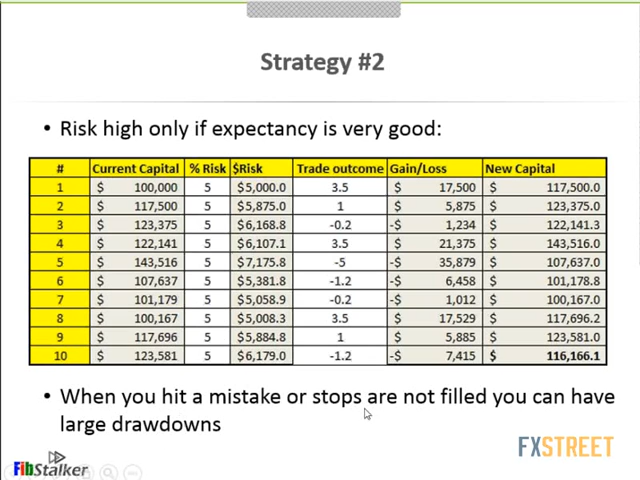 Strategy #2
• Risk high only if expectancy is very good:
# Current Capital % Risk $Risk Trade outcome Gain/Loss New Capital
1 $ 100,000 5 $5,000.0 3.5 $ 17,500 $ 117,500.0
2 $ 117,500 5 $5,875.0 1 $ 5,875 $ 123,375.0
3 $ 123,375 5 $6,168.8 -0.2 -$ 1,234 $ 122,141.3
4 $ 122,141 5 $6,107.1 3.5 $ 21,375 $ 143,516.0
5 $ 143,516 5 $7,175.8 -5 -$ 35,879 $ 107,637.0
6 $ 107,637 5 $5,381.8 -1.2 -$ 6,458 $ 101,178.8
7 $ 101,179 5 $5,058.9 -0.2 -$ 1,012 $ 100,167.0
8 $ 100,167 5 $5,008.3 3.5 $ 17,529 $ 117,696.2
9 $ 117,696 5 $5,884.8 1 $ 5,885 $ 123,581.0
10 $ 123,581 5 $6,179.0 -1.2 -$ 7,415 $ 116,166.1
• When you hit a mistake or stops are not filled you can have
large drawdowns
FXSTREET
FibStalker